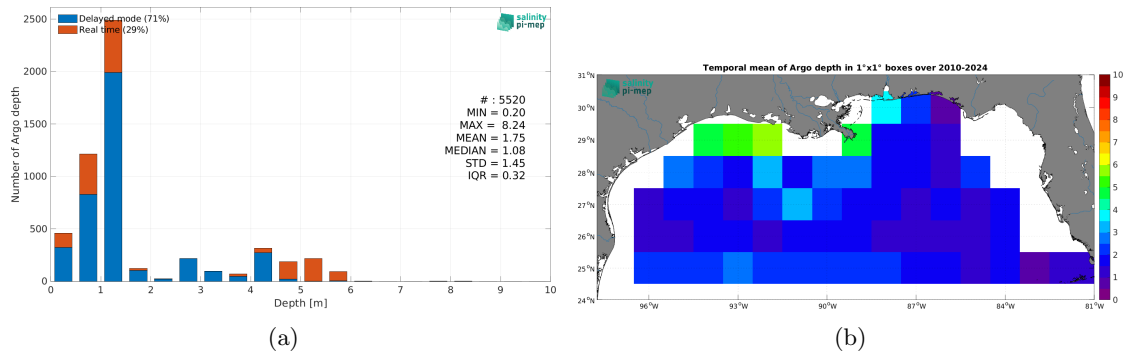 2500
2000
1500
1000
500
0
0
1
2
3
4
5
6
7
8
9
10
Number of Argo depth
Depth [m]
Delayed mode (71%)
Real time (29%)
salinity
pi-mep
# : 5520
MIN = 0.20
MAX = 8.24
MEAN = 1.75
MEDIAN = 1.08
STD = 1.45
IQR = 0.32
(a)
Temporal mean of Argo depth in 1°x1° boxes over 2010-2024
salinity
pi-mep
31°N
30°N
29°N
28°N
27°N
26°N
25°N
24°N
96°W
93°W
90°W
87°W
84°W
81°W
10
9
8
7
6
5
4
3
2
1
0
(b)